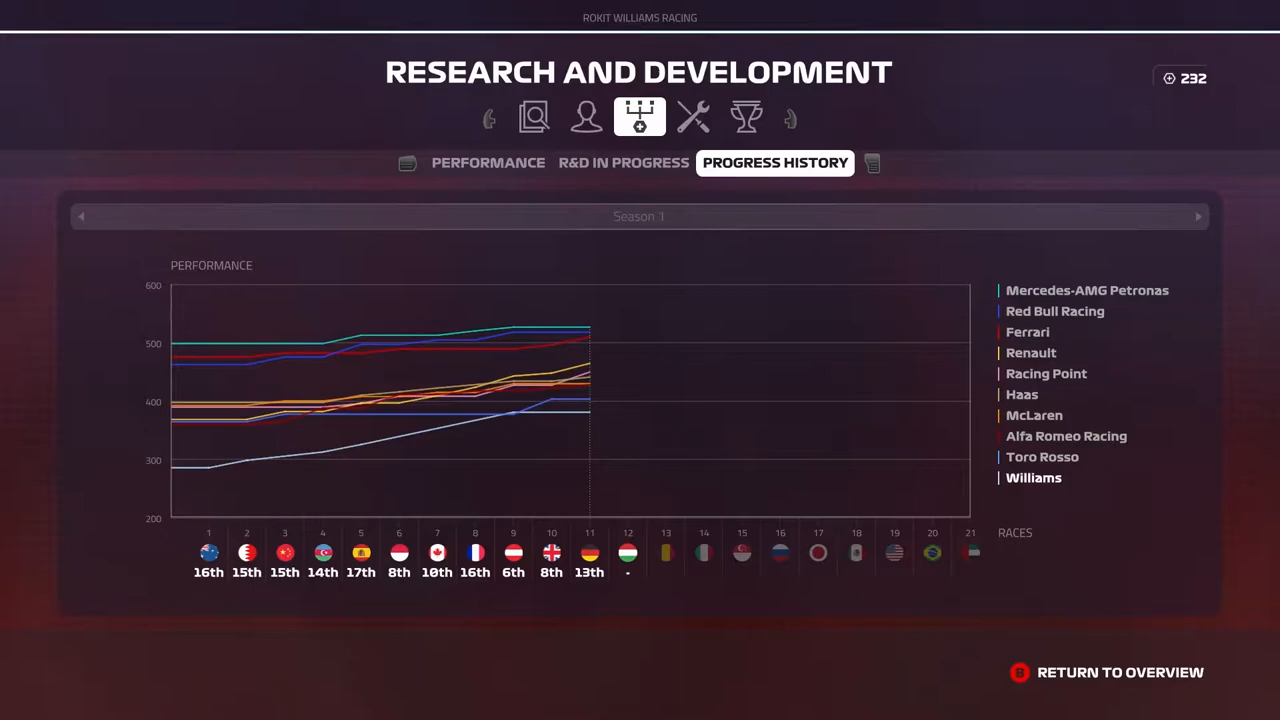 ROKIT WILLIAMS RACING
RESEARCH AND DEVELOPMENT
232
PERFORMANCE R&D IN PROGRESS PROGRESS HISTORY
Season 1
PERFORMANCE
600
500
400
300
200
Mercedes-AMG Petronas
Red Bull Racing
Ferrari
Renault
Racing Point
Haas
McLaren
Alfa Romeo Racing
Toro Rosso
Williams
1 2 3 4 5 6 7 8 9 10 11 12 13 14 15 16 17 18 19 20 21 RACES
16th 15th 15th 14th 17th 8th 10th 16th 6th 8th 13th -
B RETURN TO OVERVIEW